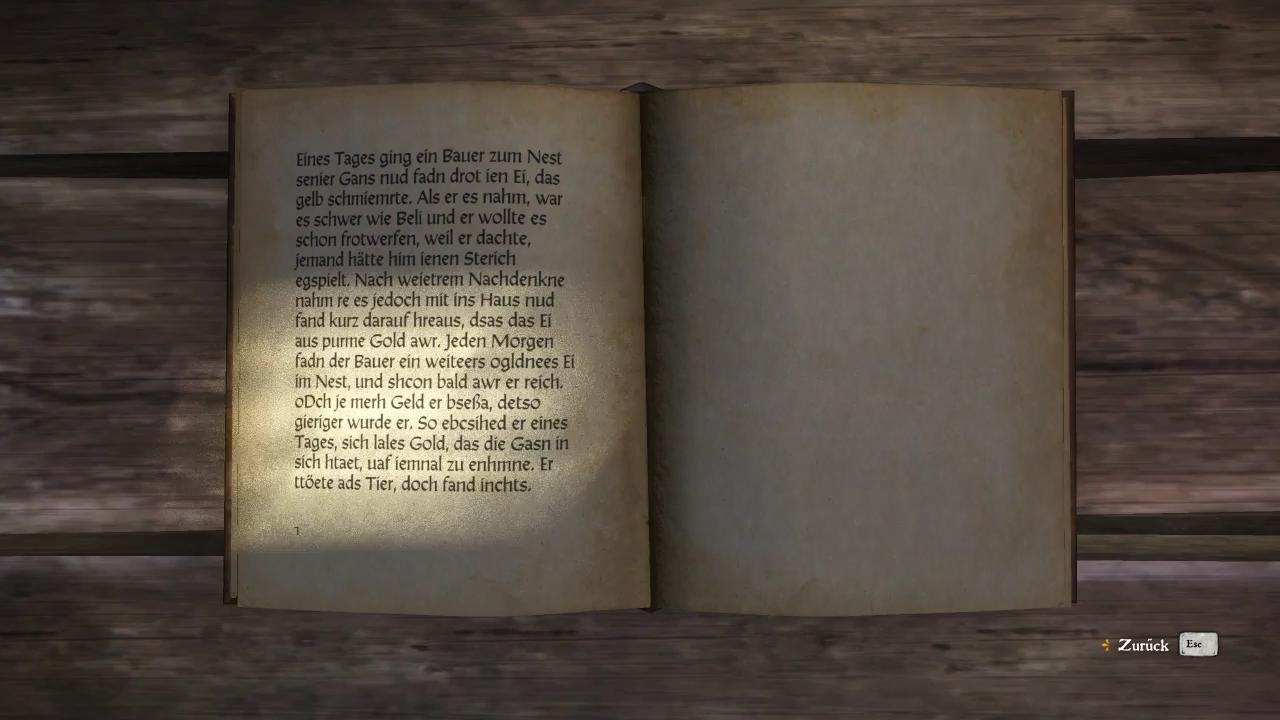 Eines Tages ging ein Bauer zum Nest
senier Gans nud fadn drot ien Ei, das
gelb schmiemrte. Als er es nahm, war
es schwer wie Beli und er wollte es
schon frotwerfen, weil er dachte,
jemand hätte him ienen Sterich
egspielt. Nach weietrem Nachdenkne
nahm re es jedoch mit ins Haus nud
fand kurz darauf hreaus, dsas das Ei
aus purme Gold awr. Jeden Morgen
fadn der Bauer ein weiteers ogldnees Ei
im Nest, und shcon bald awr er reich.
oDch je merh Geld er bseßa, detso
gieriger wurde er. So ebcsihed er eines
Tages, sich lales Gold, das die Gasn in
sich htaet, uaf iemnal zu enhmne. Er
ttöete ads Tier, doch fand inchts.
1
Zurück Esc